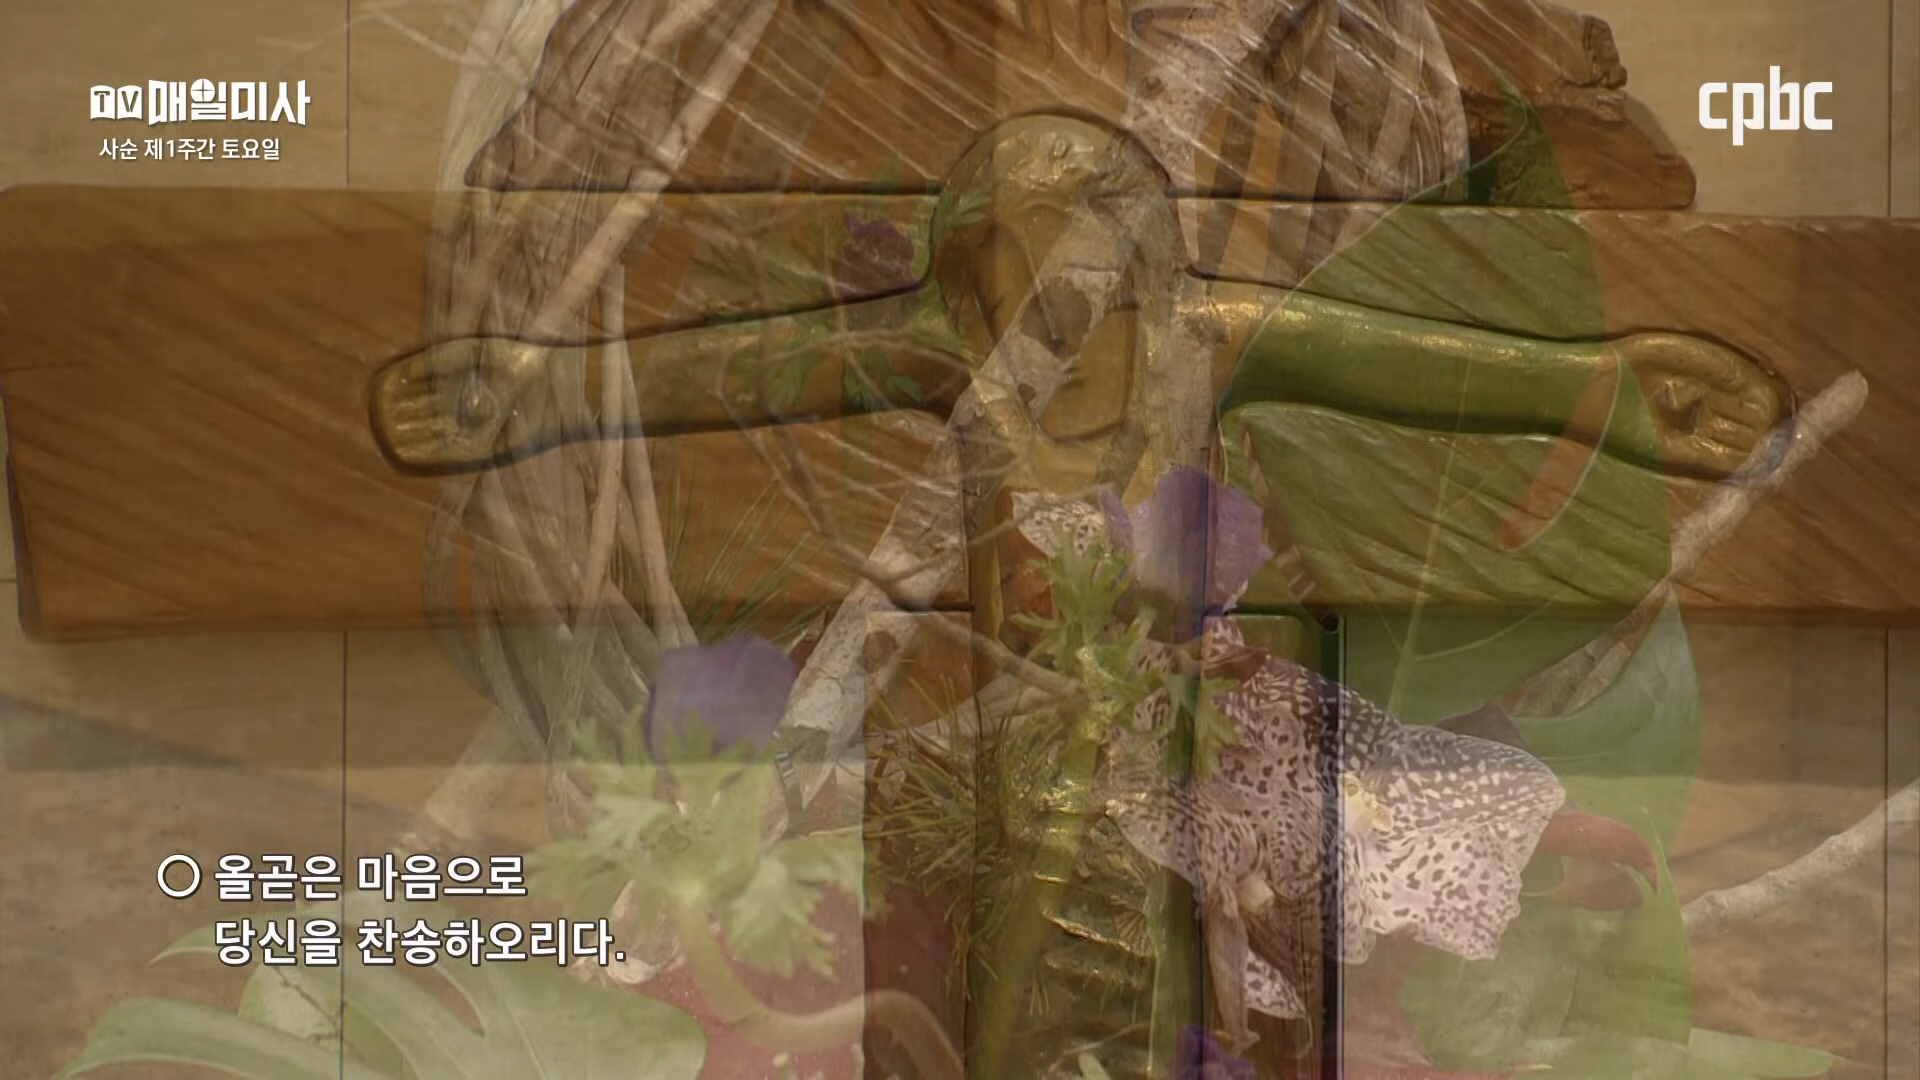 TV매일미사
사순 제1주간 토요일
cpbc
○ 올곧은 마음으로
당신을 찬송하오리다.